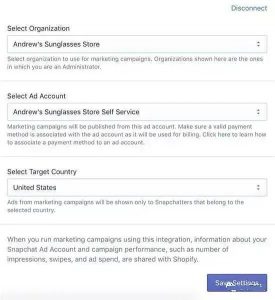 Disconnect
Select Organization
Andrew's Sunglasses Store
Select organization to use for marketing campaigns. Organizations shown here are the ones
in which you are an Administrator.
Select Ad Account
Andrew's Sunglasses Store Self Service
Marketing campaigns will be published from this ad account. Make sure a valid payment
method is associated with the ad account as it will be used for billing. Click here to learn how
to associate a payment method to an ad account.
Select Target Country
United States
Ads from marketing campaigns will be shown only to Snapchatters that belong to the
selected country.
When you run marketing campaigns using this integration, information about your
Snapchat Ad Account and campaign performance, such as number of
impressions, swipes, and ad spend, are shared with Shopify.
Save Settings